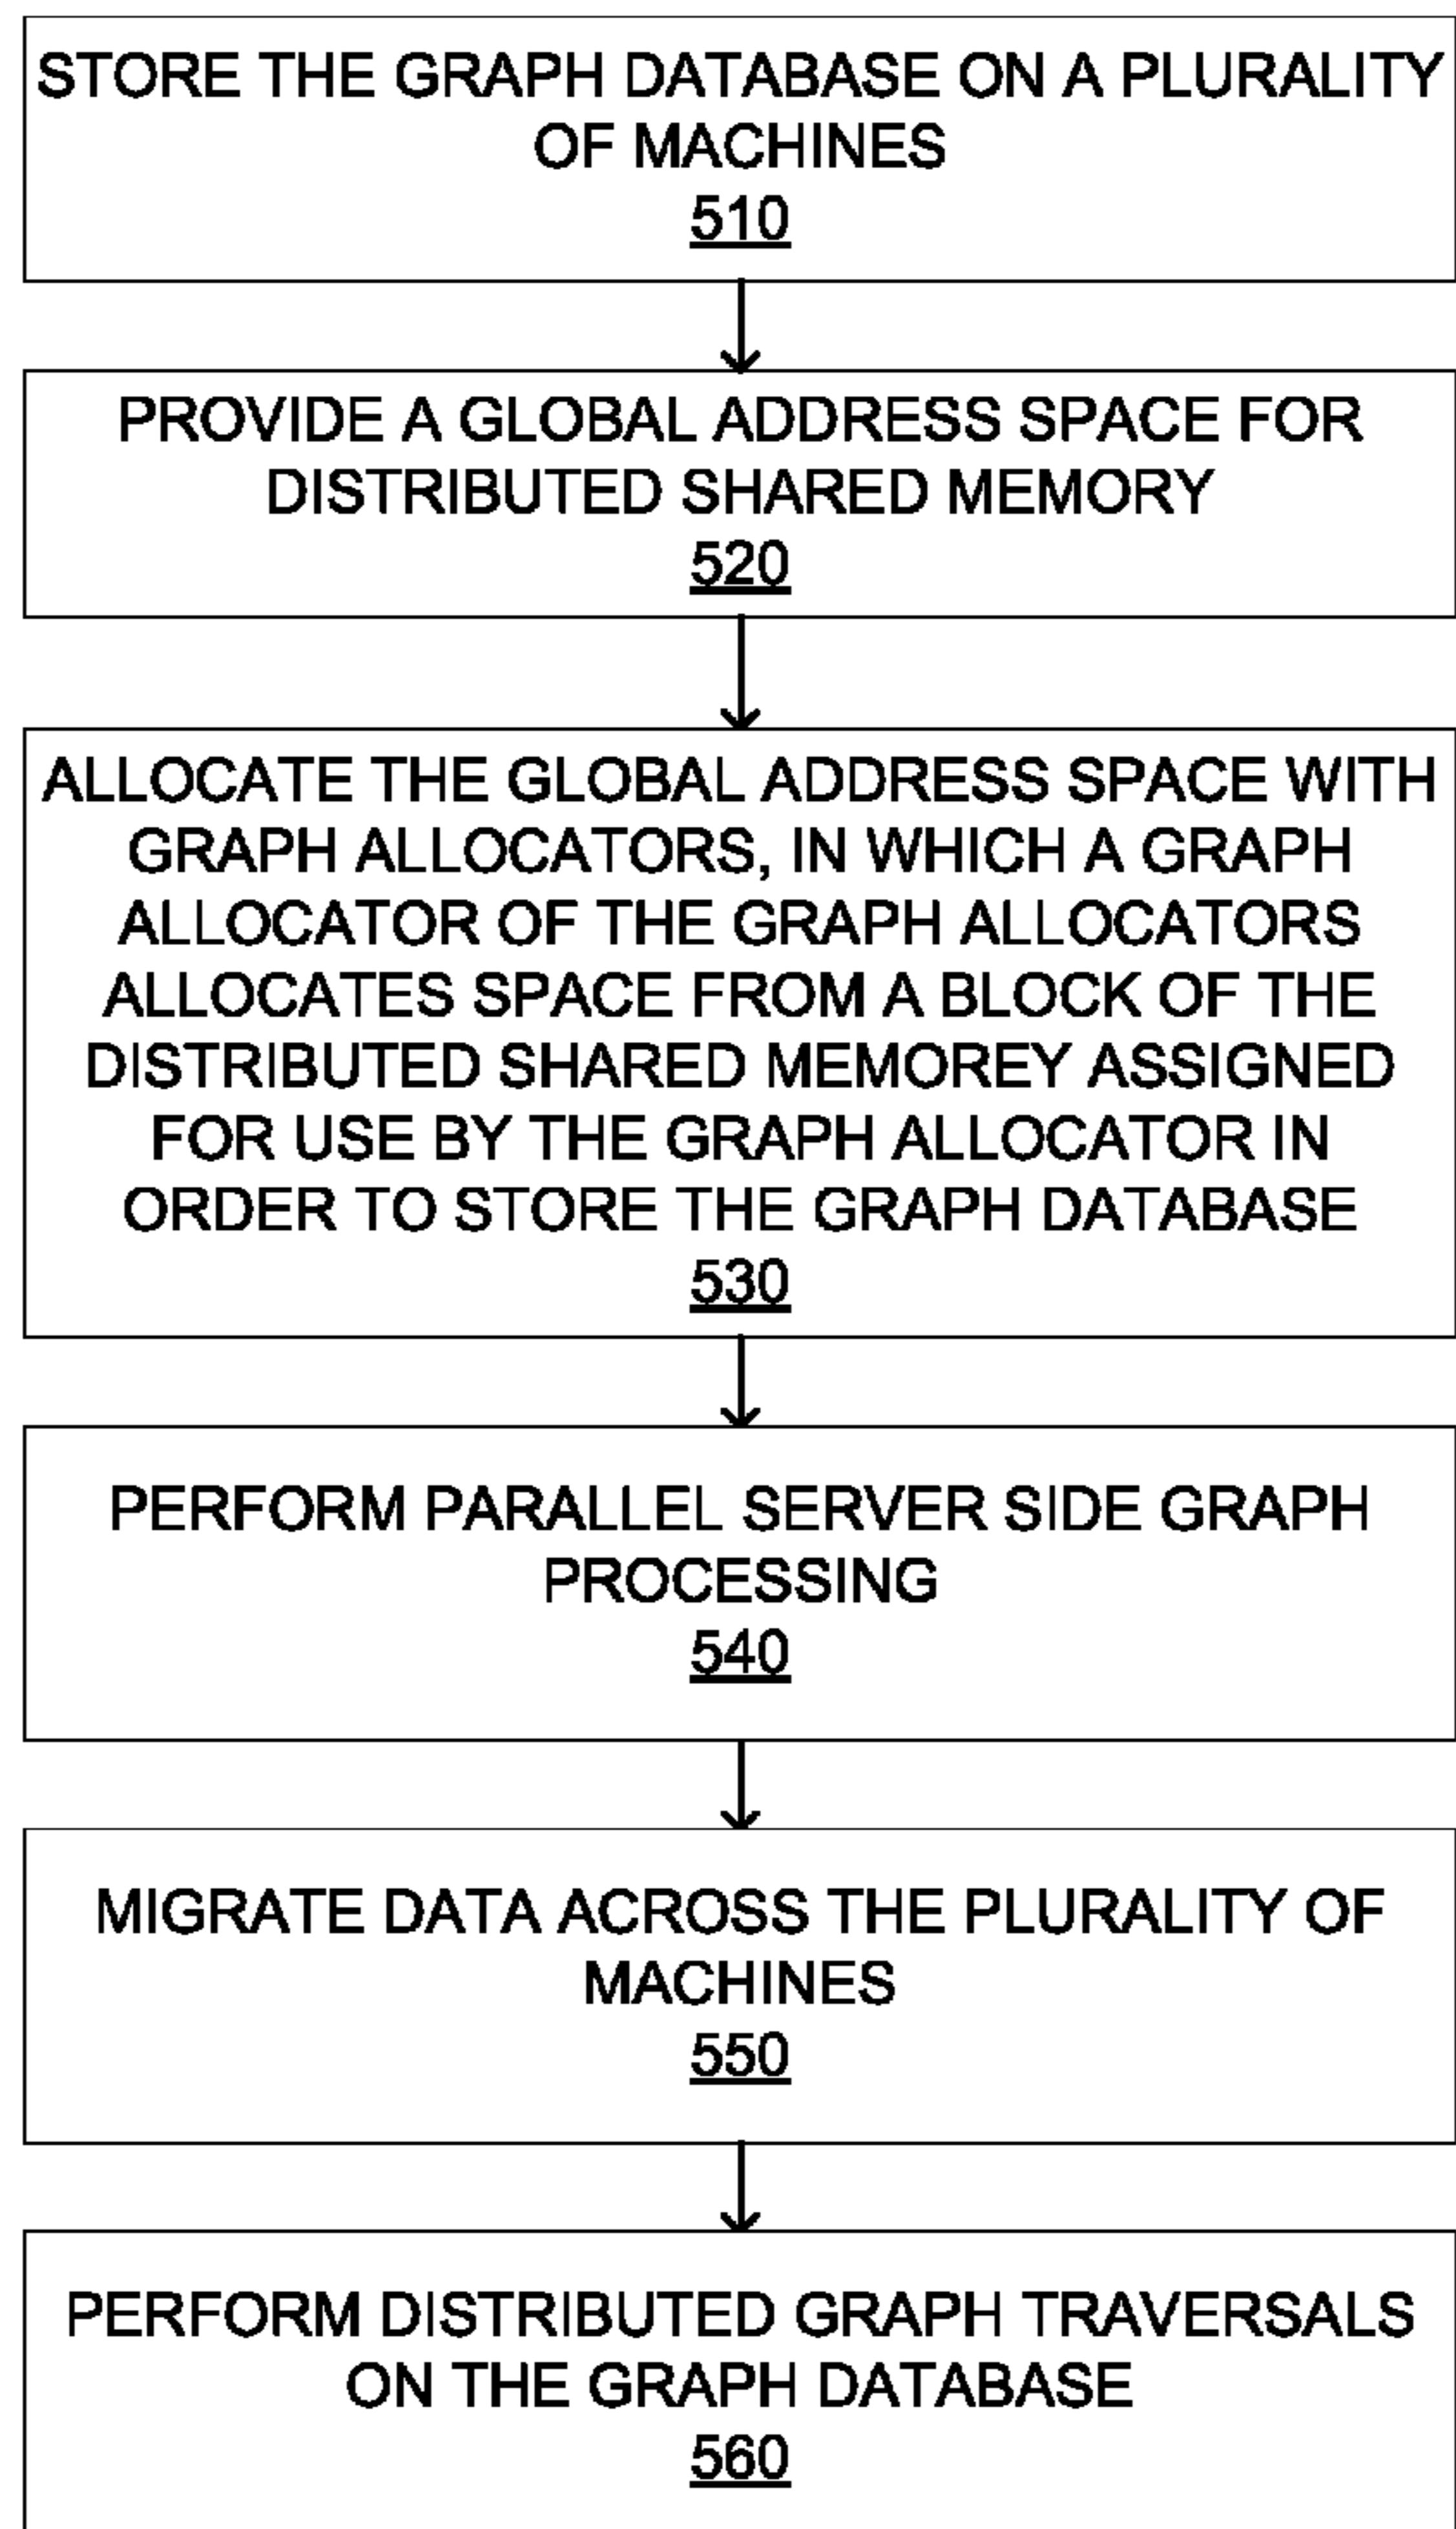 STORE THE GRAPH DATABASE ON A PLURALITY
OF MACHINES
510
PROVIDE A GLOBAL ADDRESS SPACE FOR
DISTRIBUTED SHARED MEMORY
520
ALLOCATE THE GLOBAL ADDRESS SPACE WITH
GRAPH ALLOCATORS, IN WHICH A GRAPH
ALLOCATOR OF THE GRAPH ALLOCATORS
ALLOCATES SPACE FROM A BLOCK OF THE
DISTRIBUTED SHARED MEMOREY ASSIGNED
FOR USE BY THE GRAPH ALLOCATOR IN
ORDER TO STORE THE GRAPH DATABASE
530
PERFORM PARALLEL SERVER SIDE GRAPH
PROCESSING
540
MIGRATE DATA ACROSS THE PLURALITY OF
MACHINES
550
PERFORM DISTRIBUTED GRAPH TRAVERSALS
ON THE GRAPH DATABASE
560